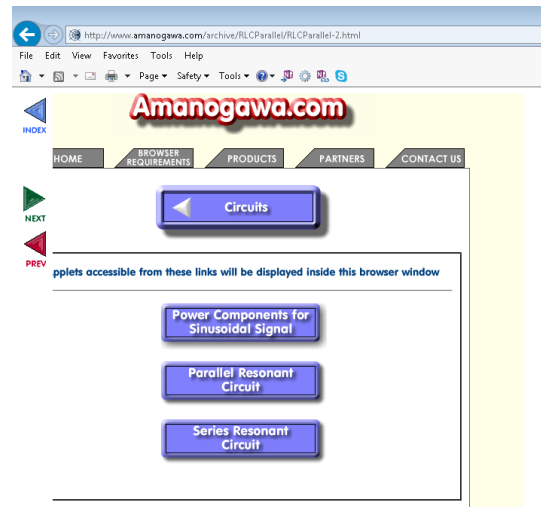 http://www.amanogawa.com/archive/RLCParallel/RLCParallel-2.html
File Edit View Favorites Tools Help
Page Safety Tools
Amanogawa.com
INDEX
HOME BROWSER REQUIREMENTS PRODUCTS PARTNERS CONTACT US
NEXT
Circuits
PREV
pplets accessible from these links will be displayed inside this browser window
Power Components for
Sinusoidal Signal
Parallel Resonant
Circuit
Series Resonant
Circuit